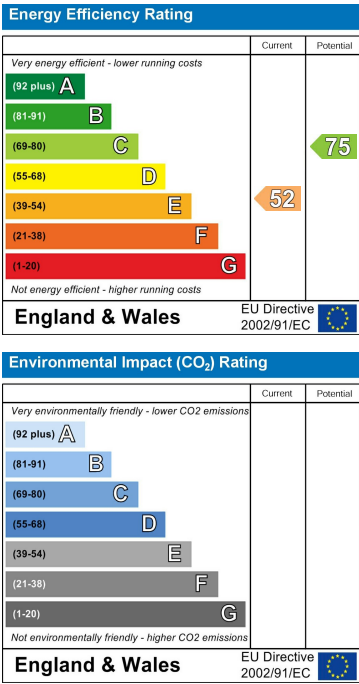 Energy Efficiency Rating
Current Potential
Very energy efficient - lower running costs
(92 plus) A
(81-91) B
(69-80) C
75
(55-68) D
(39-54) E
52
(21-38) F
(1-20) G
Not energy efficient - higher running costs
England & Wales
EU Directive
2002/91/EC
Environmental Impact (CO₂) Rating
Current Potential
Very environmentally friendly - lower CO2 emissions
(92 plus) A
(81-91) B
(69-80) C
(55-68) D
(39-54) E
(21-38) F
(1-20) G
Not environmentally friendly - higher CO2 emissions
England & Wales
EU Directive
2002/91/EC